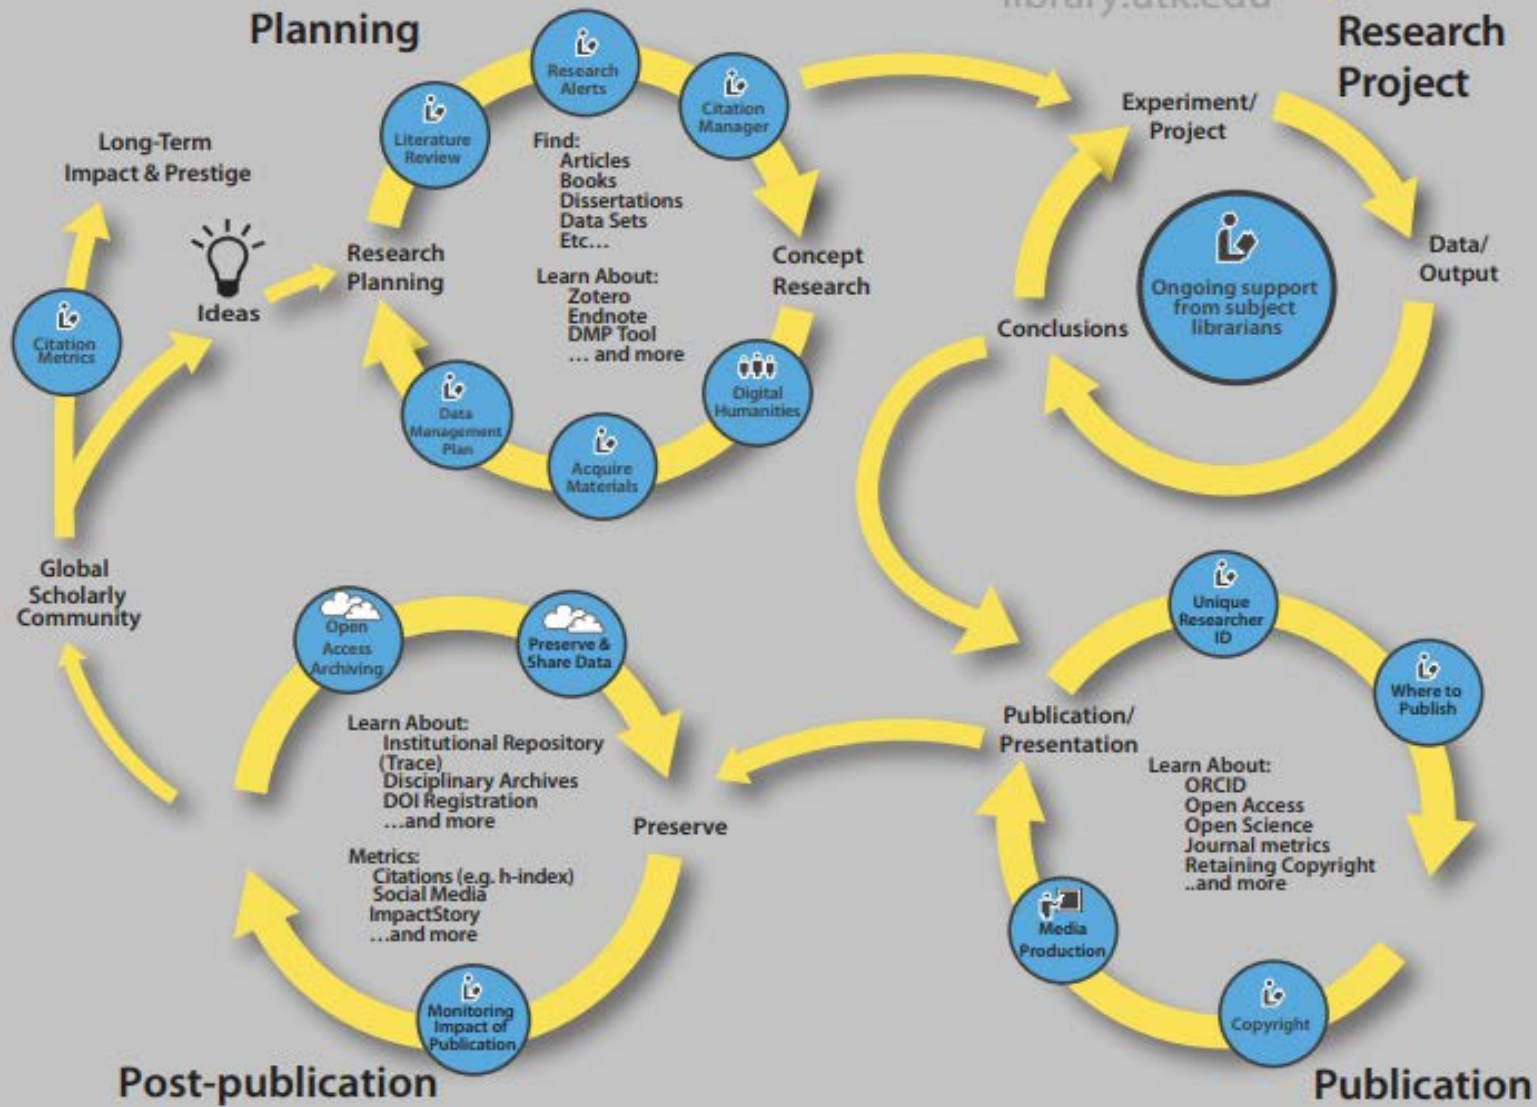 library.utk.edu
Planning
Research
Project
Long-Term
Impact & Prestige
Citation
Metrics
Ideas
Global
Scholarly
Community
Research
Planning
Literature
Review
Research
Alerts
Citation
Manager
Concept
Research
Digital
Humanities
Acquire
Materials
Data
Management
Plan
Find:
Articles
Books
Dissertations
Data Sets
Etc...
Learn About:
Zotero
Endnote
DMP Tool
... and more
Experiment/
Project
Data/
Output
Conclusions
Ongoing support
from subject
librarians
Publication/
Presentation
Unique
Researcher
ID
Where to
Publish
Copyright
Media
Production
Learn About:
ORCID
Open Access
Open Science
Journal metrics
Retaining Copyright
..and more
Publication
Open
Access
Archiving
Preserve &
Share Data
Preserve
Monitoring
Impact of
Publication
Learn About:
Institutional Repository
(Trace)
Disciplinary Archives
DOI Registration
...and more
Metrics:
Citations (e.g. h-index)
Social Media
ImpactStory
...and more
Post-publication